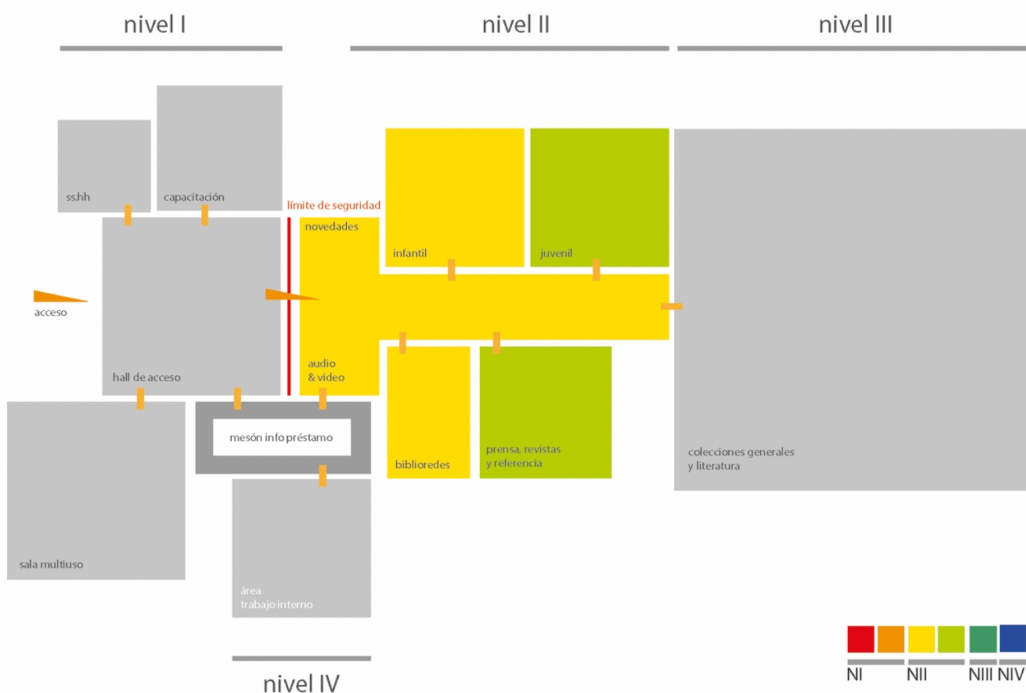 nivel I
nivel II
nivel III
ss.hh
capacitación
límite de seguridad
novedades
infantil
juvenil
acceso
hall de acceso
audio
& video
mesón info préstamo
biblioredes
prensa, revistas
y referencia
colecciones generales
y literatura
sala multiuso
área
trabajo interno
nivel IV
NI
NII
NIII
NIV